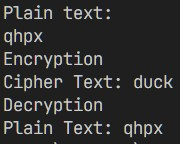 Plain text:
qhpx
Encryption
Cipher Text: duck
Decryption
Plain Text: qhpx